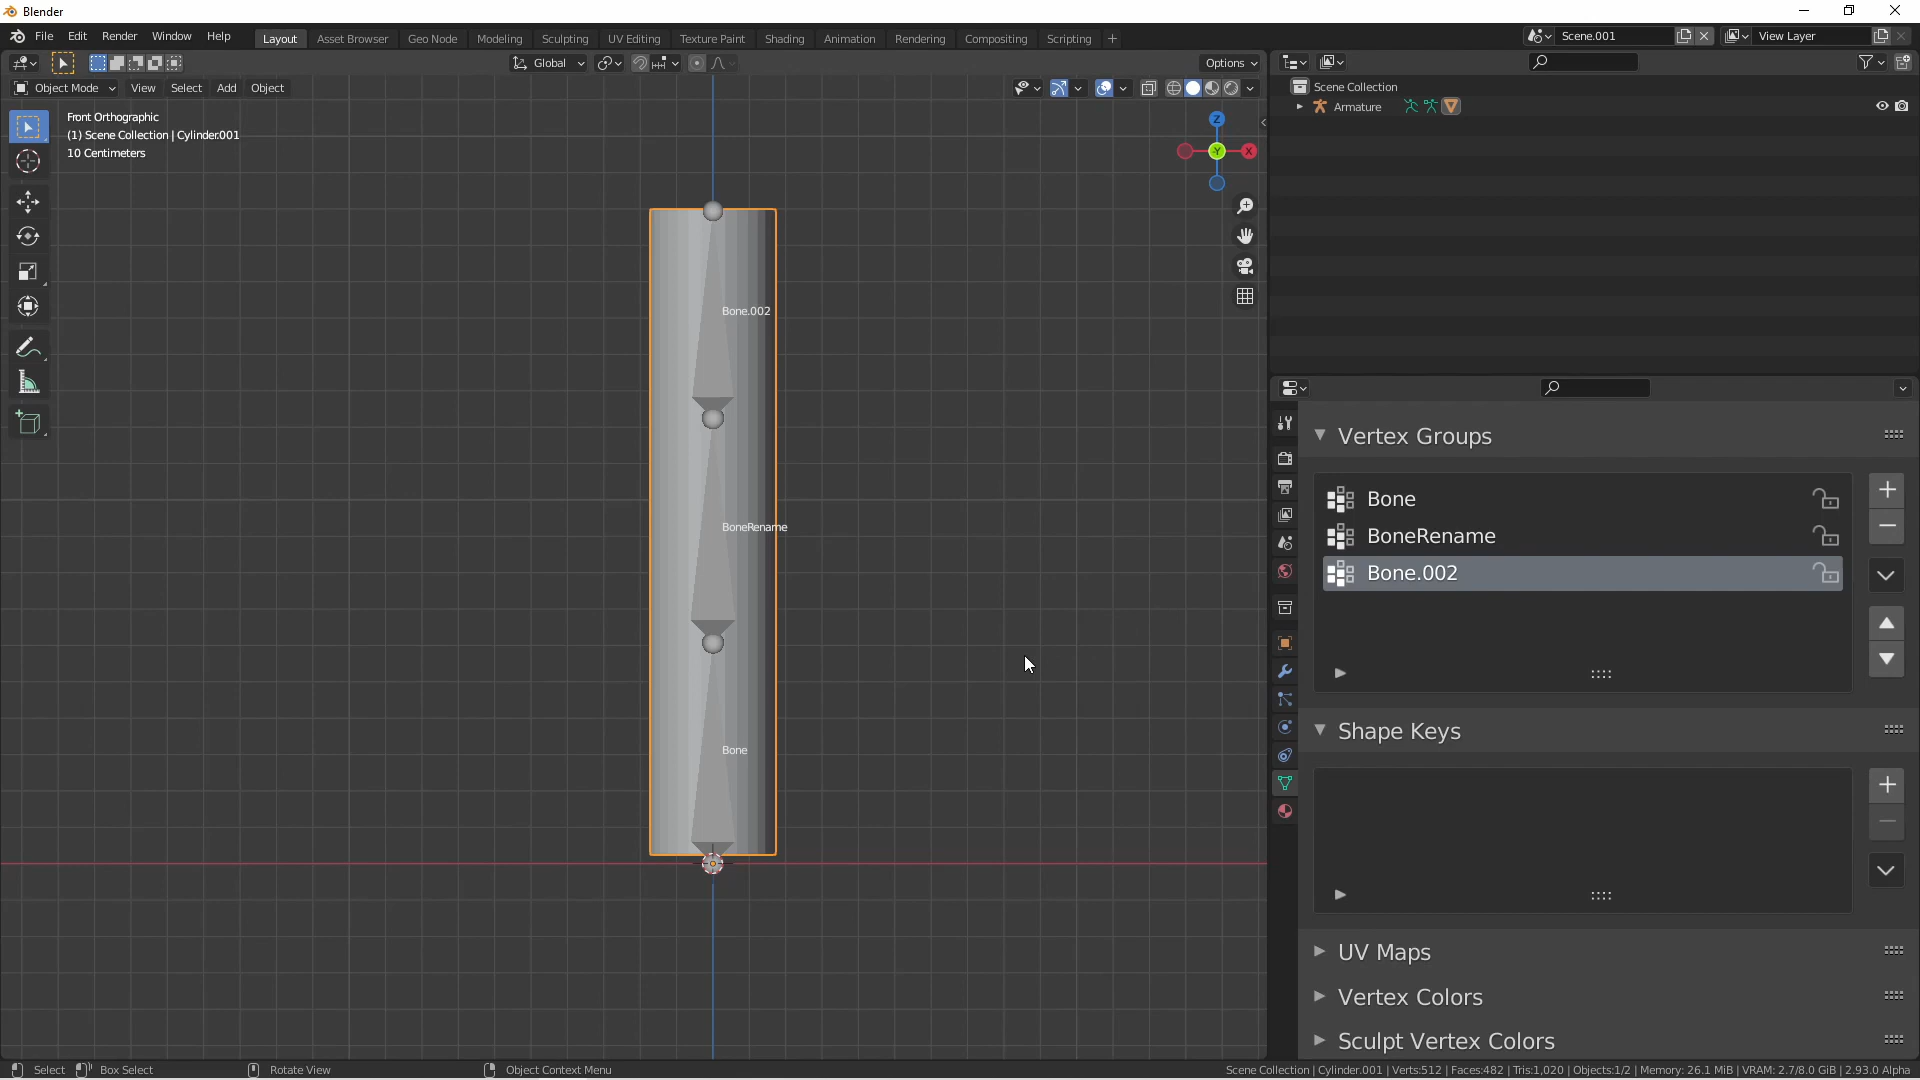 Blender
File Edit Render Window Help Layout Asset Browser Geo Node Modeling Sculpting UV Editing Texture Paint Shading Animation Rendering Compositing Scripting Scene.001 View Layer
Global Options
Object Mode View Select Add Object
Front Orthographic
(1) Scene Collection | Cylinder.001
10 Centimeters
Z
Y X
Bone.002
BoneRename
Bone
Scene Collection
Armature
Vertex Groups
Bone
BoneRename
Bone.002
Shape Keys
UV Maps
Vertex Colors
Sculpt Vertex Colors
Select Box Select Rotate View Object Context Menu Scene Collection | Cylinder.001 | Verts:512 | Faces:482 | Tris:1,020 | Objects:1/2 | Memory: 26.1 MiB | VRAM: 2.7/8.0 GiB | 2.93.0 Alpha